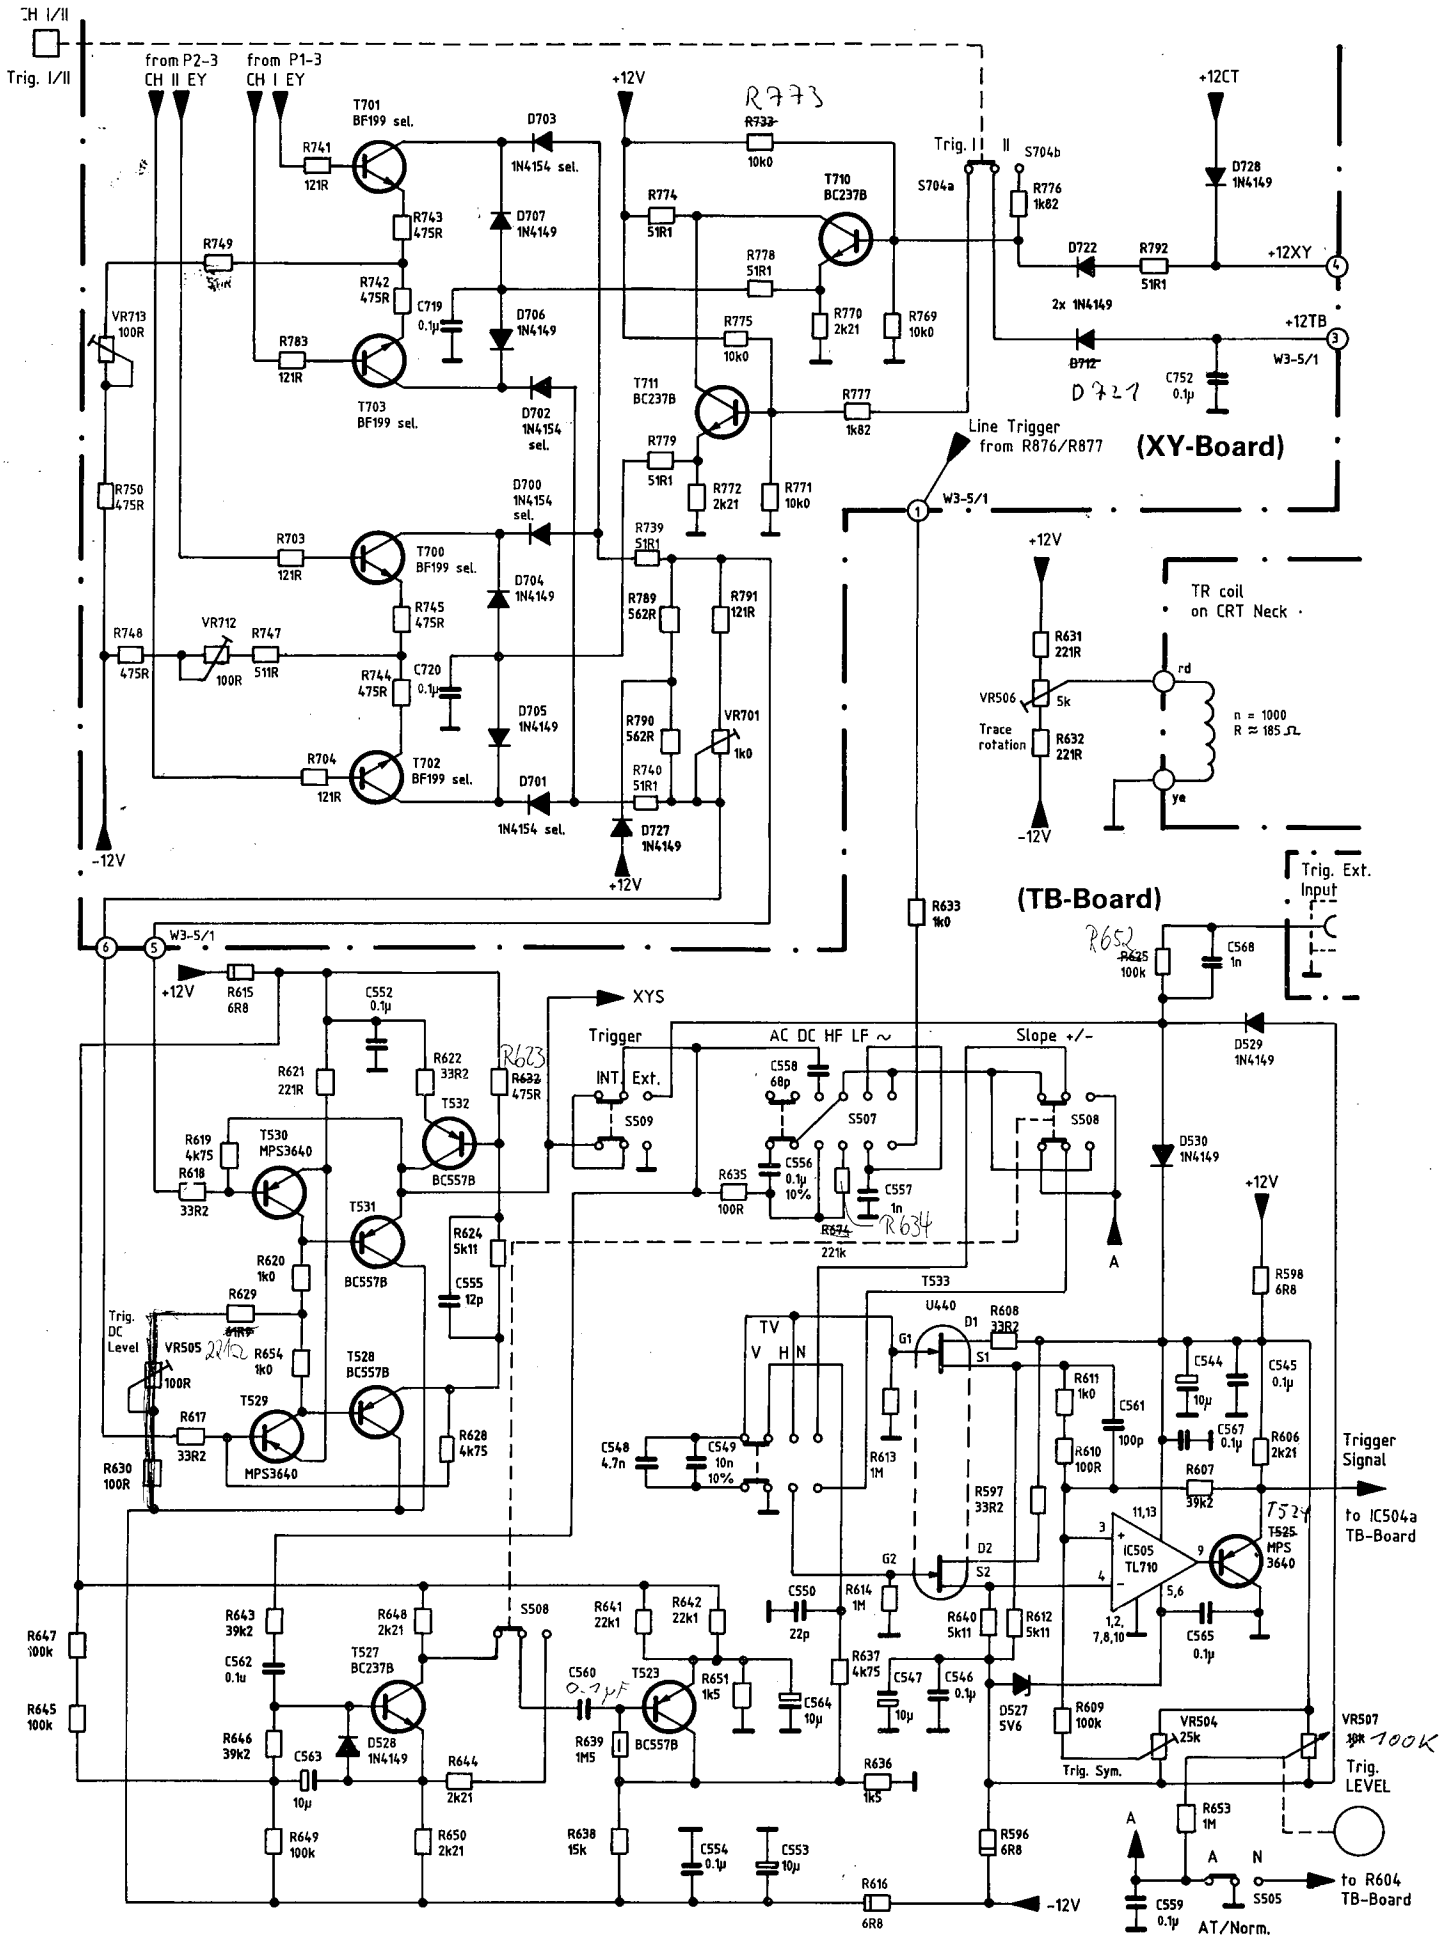 CH I/II
Trig. I/II
from P2-3
CH II EY
from P1-3
CH I EY
T701
BF199 sel.
D703
1N4154 sel.
+12V
R773
R733
10k0
+12CT
R741
121R
Trig. I II
S704b
S704a
D728
1N4149
T710
BC237B
R776
1k82
R774
51R1
R743
475R
D707
1N4149
R749
R778
51R1
D722
R792
51R1
+12XY
4
2x 1N4149
R742
475R
C719
0.1µ
VR713
100R
D706
1N4149
R775
10k0
R770
2k21
R769
10k0
+12TB
3
W3-5/1
D712
D721
C752
0.1µ
R783
121R
T703
BF199 sel.
D702
1N4154
sel.
T711
BC237B
R777
1k82
Line Trigger
from R876/R877
(XY-Board)
R779
51R1
R750
475R
D700
1N4154
sel.
R772
2k21
R771
10k0
W3-5/1
1
R739
51R1
R703
121R
T700
BF199 sel.
+12V
D704
1N4149
R789
562R
R791
121R
TR coil
on CRT Neck
R745
475R
R748
475R
VR712
100R
R747
511R
R631
221R
rd
R744
475R
C720
0.1µ
VR506
5k
D705
1N4149
R790
562R
VR701
1k0
n = 1000
R ≈ 185 Ω
Trace
rotation
R632
221R
R704
121R
T702
BF199 sel.
D701
R740
51R1
ye
1N4154 sel.
D727
1N4149
-12V
-12V
+12V
Trig. Ext.
Input
(TB-Board)
R633
1k0
6
5
W3-5/1
R652
R625
100k
C568
1n
+12V
R615
6R8
C552
0.1µ
XYS
Trigger
AC DC HF LF ~
Slope +/-
D529
1N4149
R621
221R
R622
33R2
R623
R632
475R
INT. Ext.
C558
68p
T532
S509
S507
S508
R619
4k75
T530
MPS3640
R618
33R2
BC557B
D530
1N4149
R635
100R
C556
0.1µ
10%
C557
1n
+12V
T531
R674
R634
221k
R624
5k11
A
R620
1k0
BC557B
C555
12p
T533
R598
6R8
R629
61R9
221Ω
Trig.
DC
Level
VR505
100R
R654
1k0
T528
BC557B
TV
V H N
G1
U440
D1
R608
33R2
S1
R611
1k0
C561
100p
C544
10µ
C545
0.1µ
T529
R617
33R2
R628
4k75
C548
4.7n
C549
10n
10%
R613
1M
R610
100R
C567
0.1µ
R606
2k21
Trigger
Signal
R630
100R
MPS3640
R597
33R2
R607
39k2
to IC504a
TB-Board
11,13
3
+
IC505
TL710
9
T524
T525
MPS
3640
D2
G2
S2
4
-
5,6
1,2,
7,8,10
C550
22p
R614
1M
R640
5k11
R612
5k11
C565
0.1µ
R643
39k2
R648
2k21
S508
R641
22k1
R642
22k1
R647
100k
C562
0.1u
T527
BC237B
C560
0.1µF
T523
R651
1k5
R637
4k75
C547
10µ
C546
0.1µ
D527
5V6
R645
100k
C564
10µ
R609
100k
VR504
25k
VR507
10k
100K
R646
39k2
C563
10µ
D528
1N4149
R644
2k21
R639
1M5
BC557B
R636
1k5
Trig. Sym.
Trig.
LEVEL
R653
1M
R649
100k
R650
2k21
R638
15k
C554
0.1µ
C553
10µ
R596
6R8
A
A N
R616
6R8
-12V
C559
0.1µ
S505
to R604
TB-Board
AT/Norm.